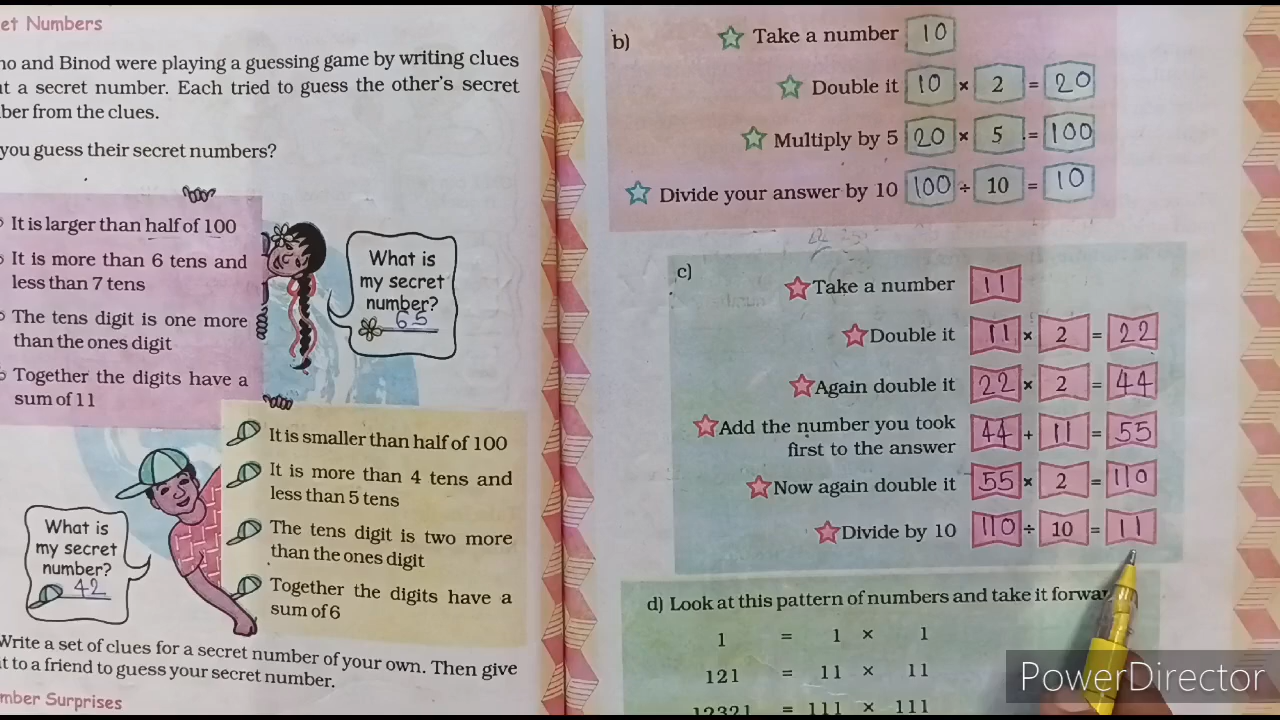 et Numbers
no and Binod were playing a guessing game by writing clues
ut a secret number. Each tried to guess the other's secret
ber from the clues.
you guess their secret numbers?
It is larger than half of 100
It is more than 6 tens and
less than 7 tens
The tens digit is one more
than the ones digit
Together the digits have a
sum of 11
What is
my secret
number?
65
It is smaller than half of 100
It is more than 4 tens and
less than 5 tens
The tens digit is two more
than the ones digit
Together the digits have a
sum of 6
What is
my secret
number?
42
Write a set of clues for a secret number of your own. Then give
it to a friend to guess your secret number.
mber Surprises
b) Take a number 10
Double it 10 × 2 = 20
Multiply by 5 20 × 5 = 100
Divide your answer by 10 100 ÷ 10 = 10
c) Take a number 11
Double it 11 × 2 = 22
Again double it 22 × 2 = 44
Add the number you took
first to the answer 44 + 11 = 55
Now again double it 55 × 2 = 110
Divide by 10 110 ÷ 10 = 11
d) Look at this pattern of numbers and take it forwar
1 = 1 × 1
121 = 11 × 11
12321 = 111 × 111
PowerDirector